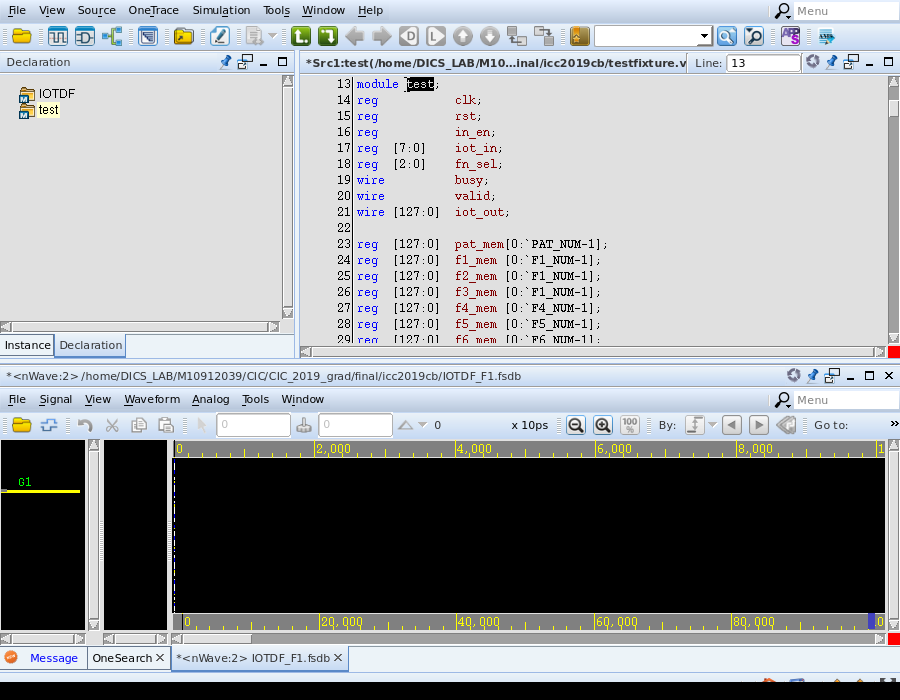 File View Source OneTrace Simulation Tools Window Help Menu
Declaration
*Src1:test(/home/DICS_LAB/M10...inal/icc2019cb/testfixture.v Line: 13
IOTDF
test
13 module test;
14 reg clk;
15 reg rst;
16 reg in_en;
17 reg [7:0] iot_in;
18 reg [2:0] fn_sel;
19 wire busy;
20 wire valid;
21 wire [127:0] iot_out;
22
23 reg [127:0] pat_mem[0:`PAT_NUM-1];
24 reg [127:0] f1_mem [0:`F1_NUM-1];
25 reg [127:0] f2_mem [0:`F1_NUM-1];
26 reg [127:0] f3_mem [0:`F1_NUM-1];
27 reg [127:0] f4_mem [0:`F4_NUM-1];
28 reg [127:0] f5_mem [0:`F5_NUM-1];
29 reg [127:0] f6_mem [0:`F6_NUM-1];
Instance Declaration
*<nWave:2> /home/DICS_LAB/M10912039/CIC/CIC_2019_grad/final/icc2019cb/IOTDF_F1.fsdb
File Signal View Waveform Analog Tools Window Menu
0 0 0 x 10ps 100 % By: Go to: »
0 2,000 4,000 6,000 8,000 1
G1
0 20,000 40,000 60,000 80,000 0
Message OneSearch *<nWave:2> IOTDF_F1.fsdb